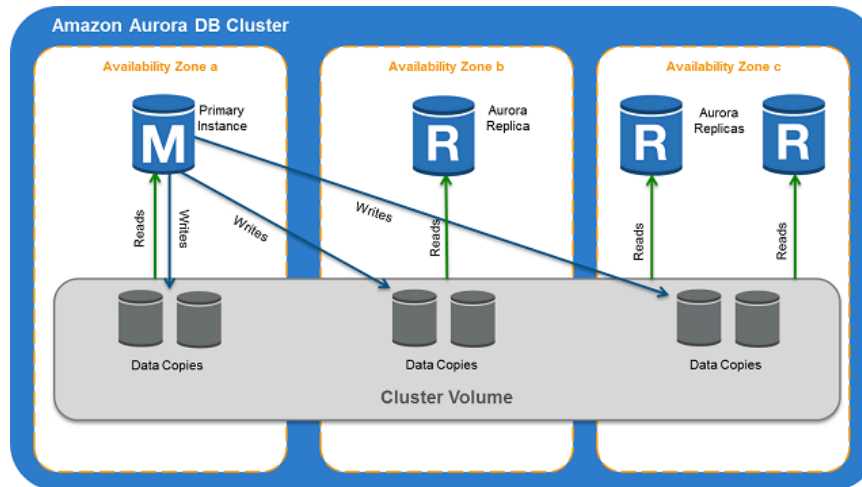 Amazon Aurora DB Cluster
Availability Zone a
Availability Zone b
Availability Zone c
M
Primary
Instance
R
Aurora
Replica
R
Aurora
Replicas
R
Reads
Writes
Writes
Writes
Reads
Reads
Reads
Data Copies
Data Copies
Data Copies
Cluster Volume